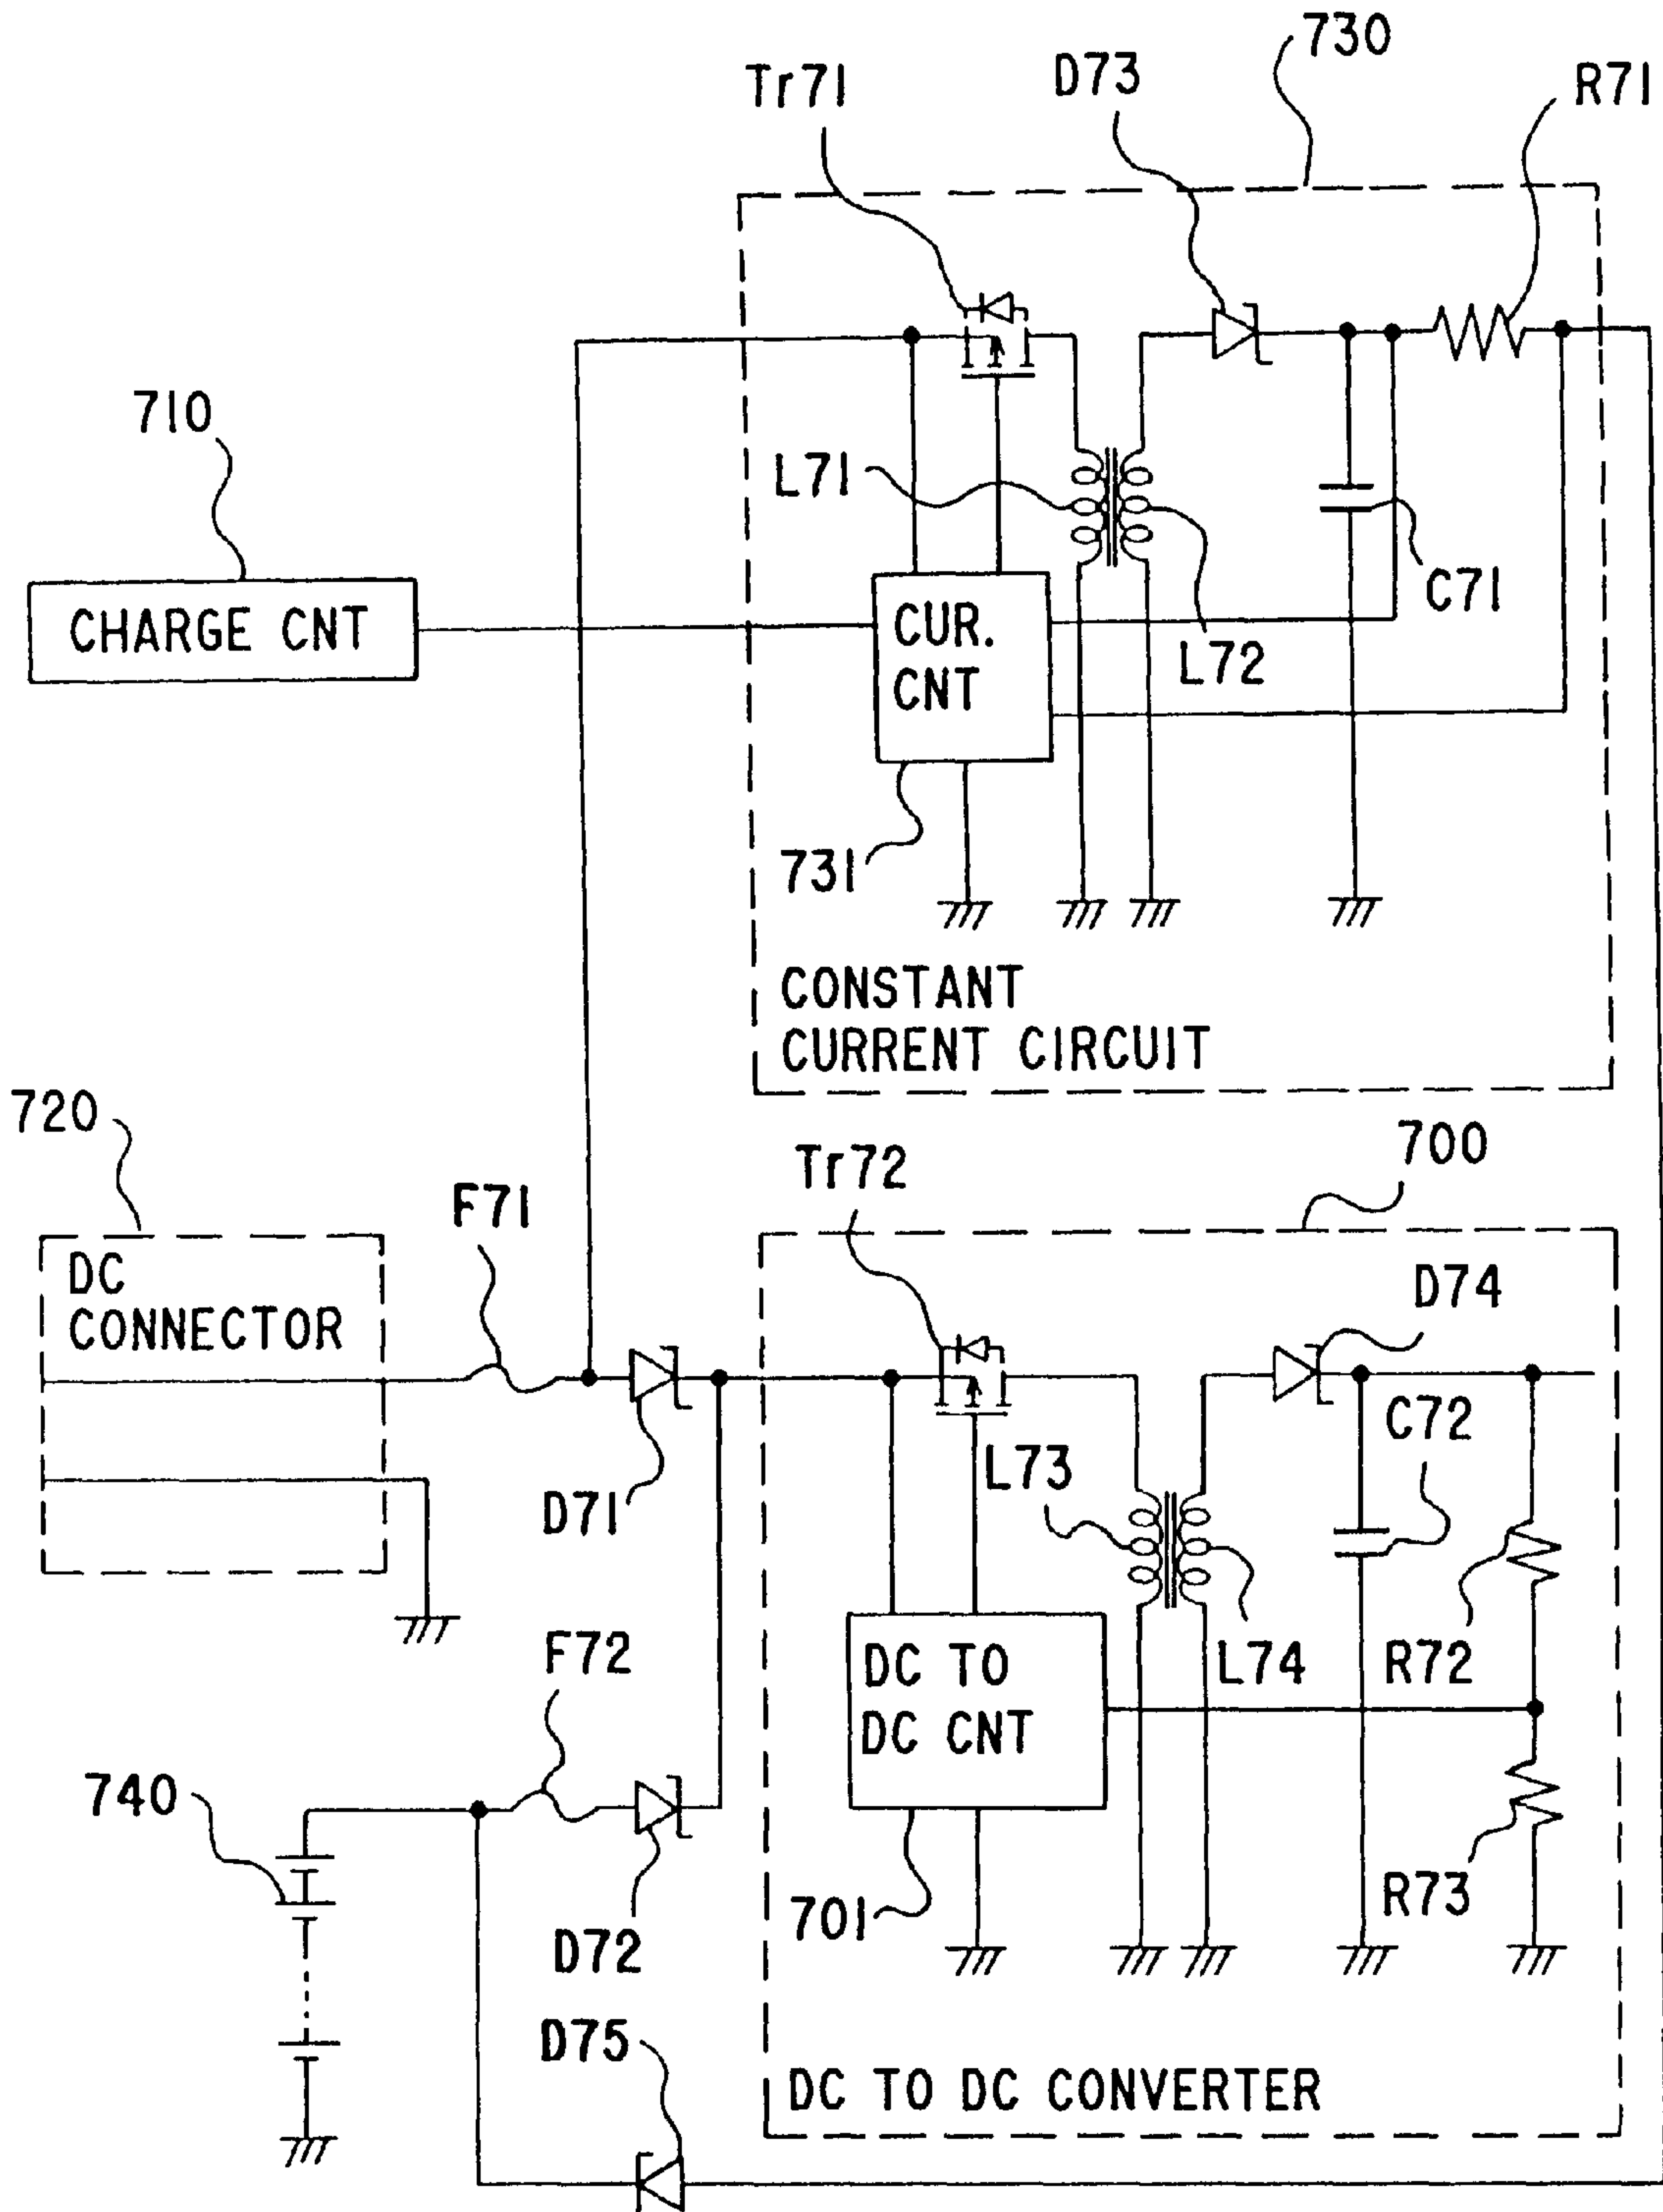 730
Tr71
D73
R71
710
L71
CHARGE CNT
CUR.
CNT
L72
C71
731
CONSTANT
CURRENT CIRCUIT
720
700
Tr72
F71
DC
CONNECTOR
D74
C72
L73
D71
F72
DC TO
DC CNT
L74
R72
740
701
R73
D72
D75
DC TO DC CONVERTER